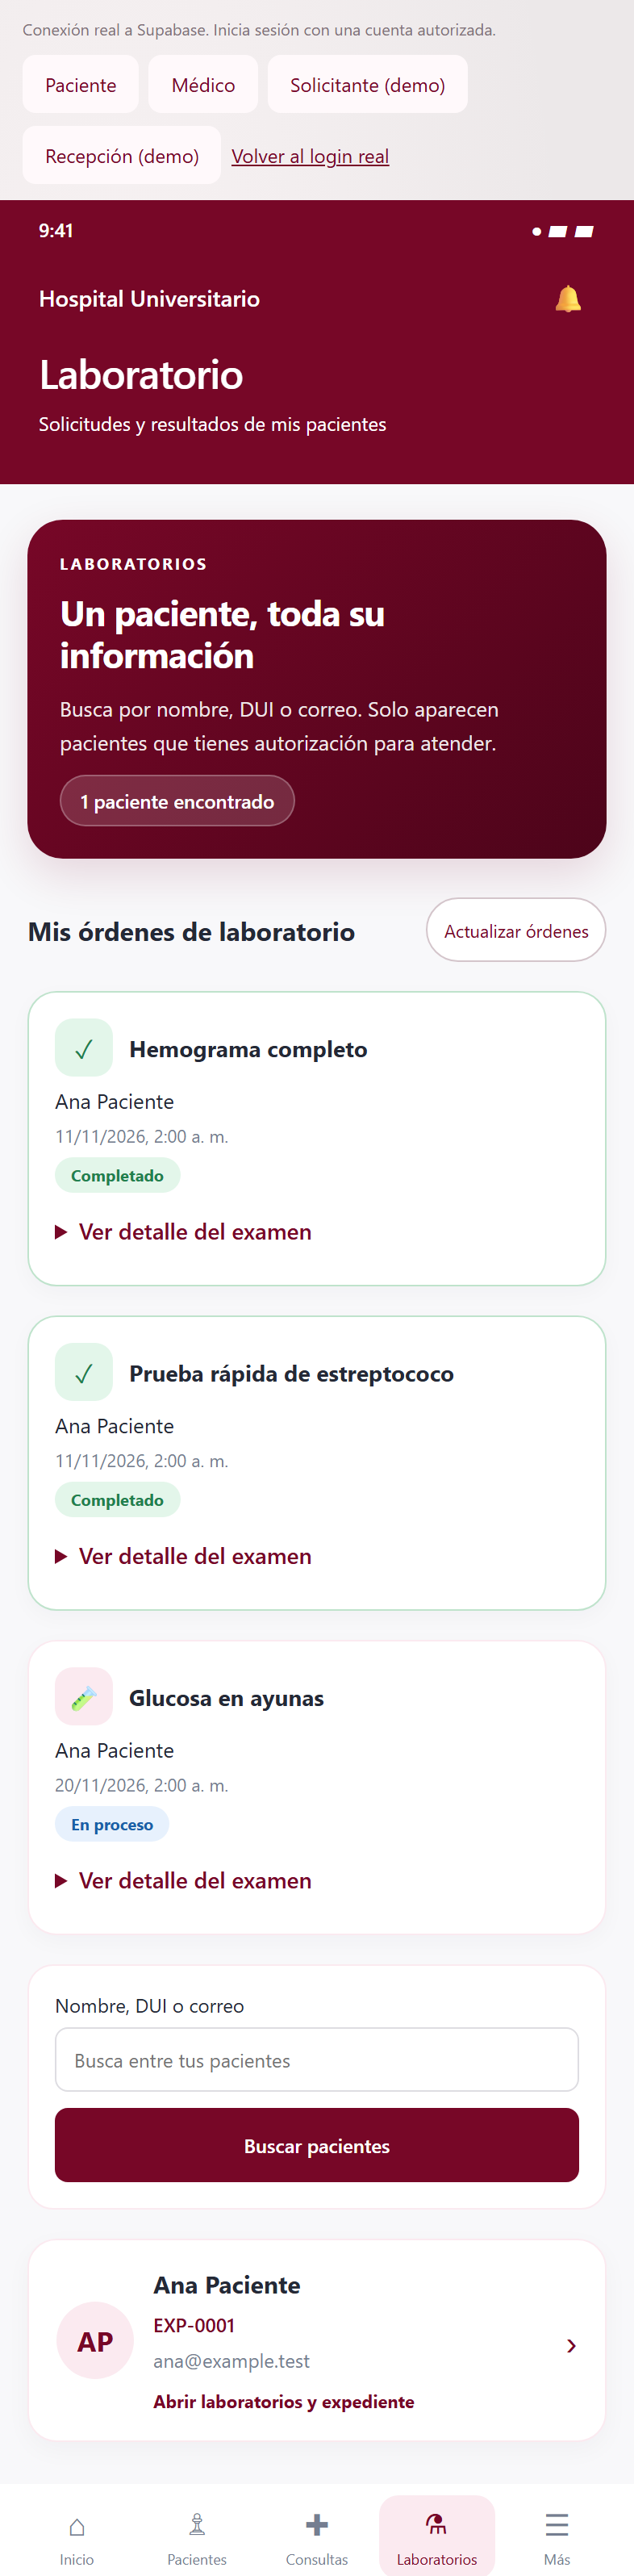 Conexión real a Supabase. Inicia sesión con una cuenta autorizada.
Paciente
Médico
Solicitante (demo)
Recepción (demo)
Volver al login real
9:41
Hospital Universitario
Laboratorio
Solicitudes y resultados de mis pacientes
LABORATORIOS
Un paciente, toda su
información
Busca por nombre, DUI o correo. Solo aparecen
pacientes que tienes autorización para atender.
1 paciente encontrado
Mis órdenes de laboratorio
Actualizar órdenes
Hemograma completo
Ana Paciente
11/11/2026, 2:00 a. m.
Completado
Ver detalle del examen
Prueba rápida de estreptococo
Ana Paciente
11/11/2026, 2:00 a. m.
Completado
Ver detalle del examen
Glucosa en ayunas
Ana Paciente
20/11/2026, 2:00 a. m.
En proceso
Ver detalle del examen
Nombre, DUI o correo
Busca entre tus pacientes
Buscar pacientes
AP
Ana Paciente
EXP-0001
ana@example.test
Abrir laboratorios y expediente
Inicio
Pacientes
Consultas
Laboratorios
Más